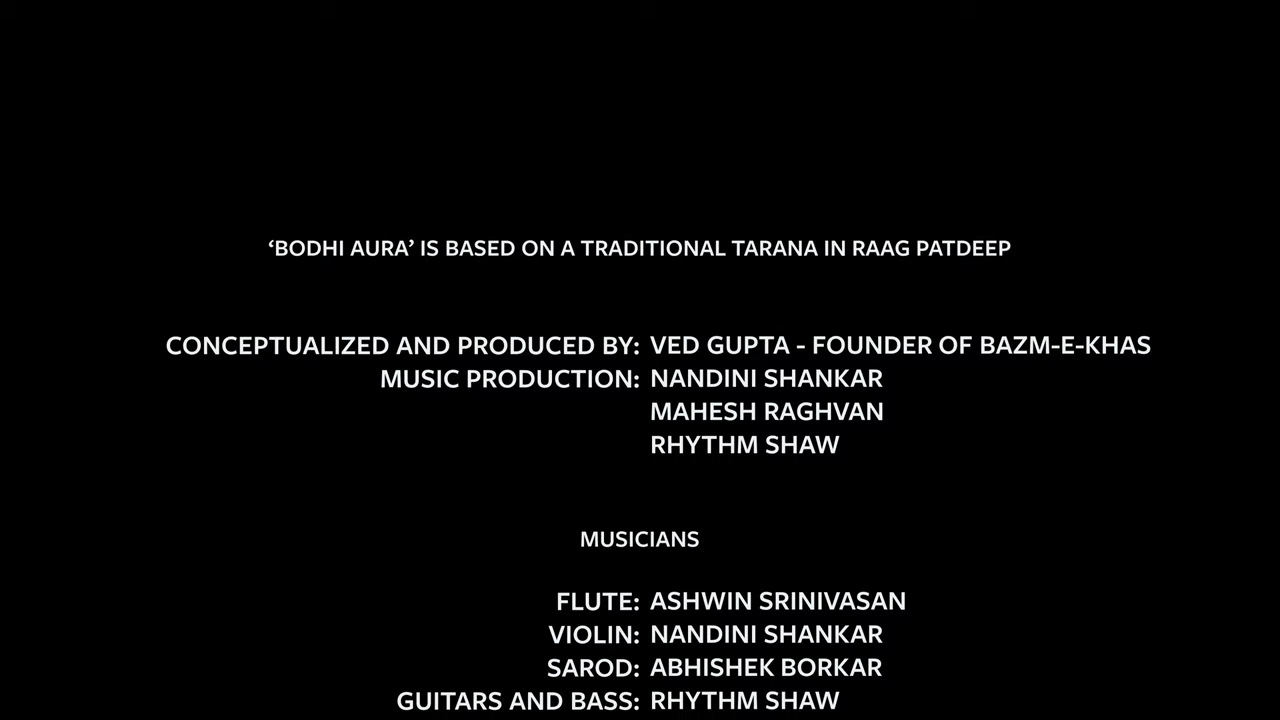 ‘BODHI AURA’ IS BASED ON A TRADITIONAL TARANA IN RAAG PATDEEP
CONCEPTUALIZED AND PRODUCED BY: VED GUPTA - FOUNDER OF BAZM-E-KHAS
MUSIC PRODUCTION: NANDINI SHANKAR
MAHESH RAGHVAN
RHYTHM SHAW
MUSICIANS
FLUTE: ASHWIN SRINIVASAN
VIOLIN: NANDINI SHANKAR
SAROD: ABHISHEK BORKAR
GUITARS AND BASS: RHYTHM SHAW